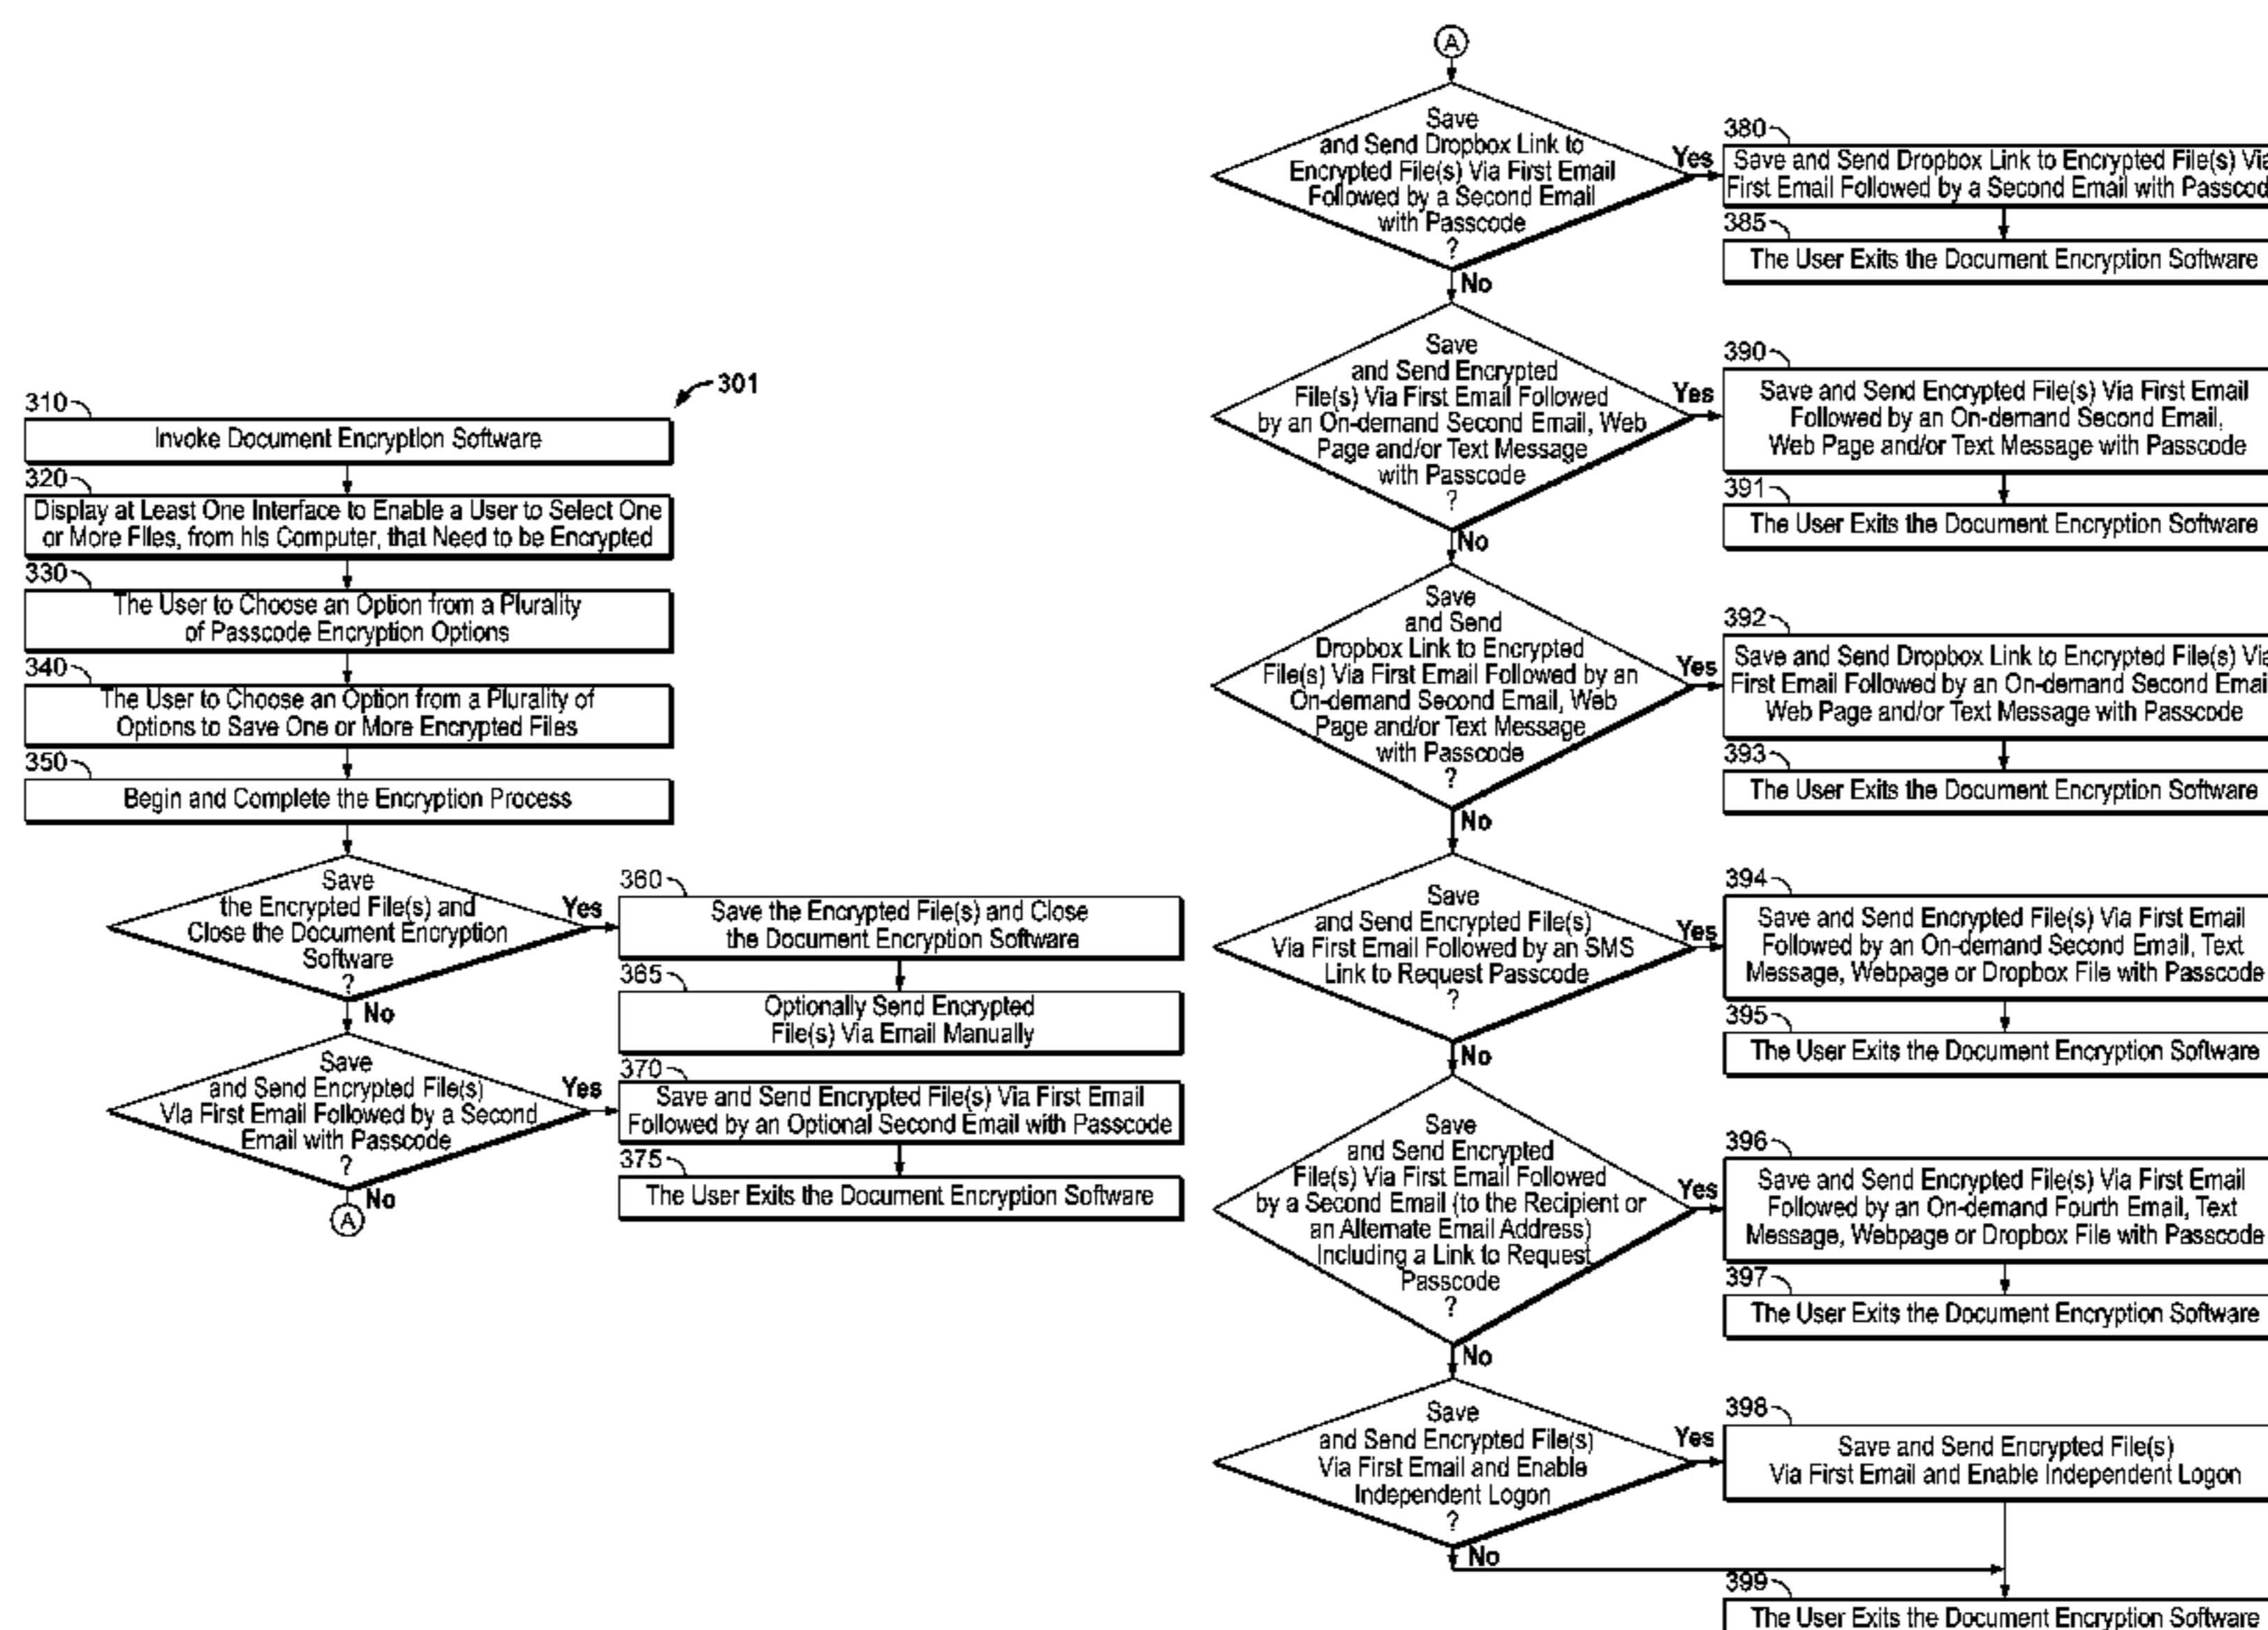 301
310
Invoke Document Encryption Software
320
Display at Least One Interface to Enable a User to Select One
or More Files, from his Computer, that Need to be Encrypted
330
The User to Choose an Option from a Plurality
of Passcode Encryption Options
340
The User to Choose an Option from a Plurality of
Options to Save One or More Encrypted Files
350
Begin and Complete the Encryption Process
Save
the Encrypted File(s) and
Close the Document Encryption
Software
?
Yes
No
360
Save the Encrypted File(s) and Close
the Document Encryption Software
365
Optionally Send Encrypted
File(s) Via Email Manually
Save
and Send Encrypted File(s)
Via First Email Followed by a Second
Email with Passcode
?
Yes
No
A
370
Save and Send Encrypted File(s) Via First Email
Followed by an Optional Second Email with Passcode
375
The User Exits the Document Encryption Software
A
Save
and Send Dropbox Link to
Encrypted File(s) Via First Email
Followed by a Second Email
with Passcode
?
Yes
No
380
Save and Send Dropbox Link to Encrypted File(s) Via
First Email Followed by a Second Email with Passcod
385
The User Exits the Document Encryption Software
Save
and Send Encrypted
File(s) Via First Email Followed
by an On-demand Second Email, Web
Page and/or Text Message
with Passcode
?
Yes
No
390
Save and Send Encrypted File(s) Via First Email
Followed by an On-demand Second Email,
Web Page and/or Text Message with Passcode
391
The User Exits the Document Encryption Software
Save
and Send
Dropbox Link to Encrypted
File(s) Via First Email Followed by an
On-demand Second Email, Web
Page and/or Text Message
with Passcode
?
Yes
No
392
Save and Send Dropbox Link to Encrypted File(s) Via
First Email Followed by an On-demand Second Email
Web Page and/or Text Message with Passcode
393
The User Exits the Document Encryption Software
Save
and Send Encrypted File(s)
Via First Email Followed by an SMS
Link to Request Passcode
?
Yes
No
394
Save and Send Encrypted File(s) Via First Email
Followed by an On-demand Second Email, Text
Message, Webpage or Dropbox File with Passcode
395
The User Exits the Document Encryption Software
Save
and Send Encrypted
File(s) Via First Email Followed
by a Second Email (to the Recipient or
an Alternate Email Address)
Including a Link to Request
Passcode
?
Yes
No
396
Save and Send Encrypted File(s) Via First Email
Followed by an On-demand Fourth Email, Text
Message, Webpage or Dropbox File with Passcode
397
The User Exits the Document Encryption Software
Save
and Send Encrypted File(s)
Via First Email and Enable
Independent Logon
?
Yes
No
398
Save and Send Encrypted File(s)
Via First Email and Enable Independent Logon
399
The User Exits the Document Encryption Software